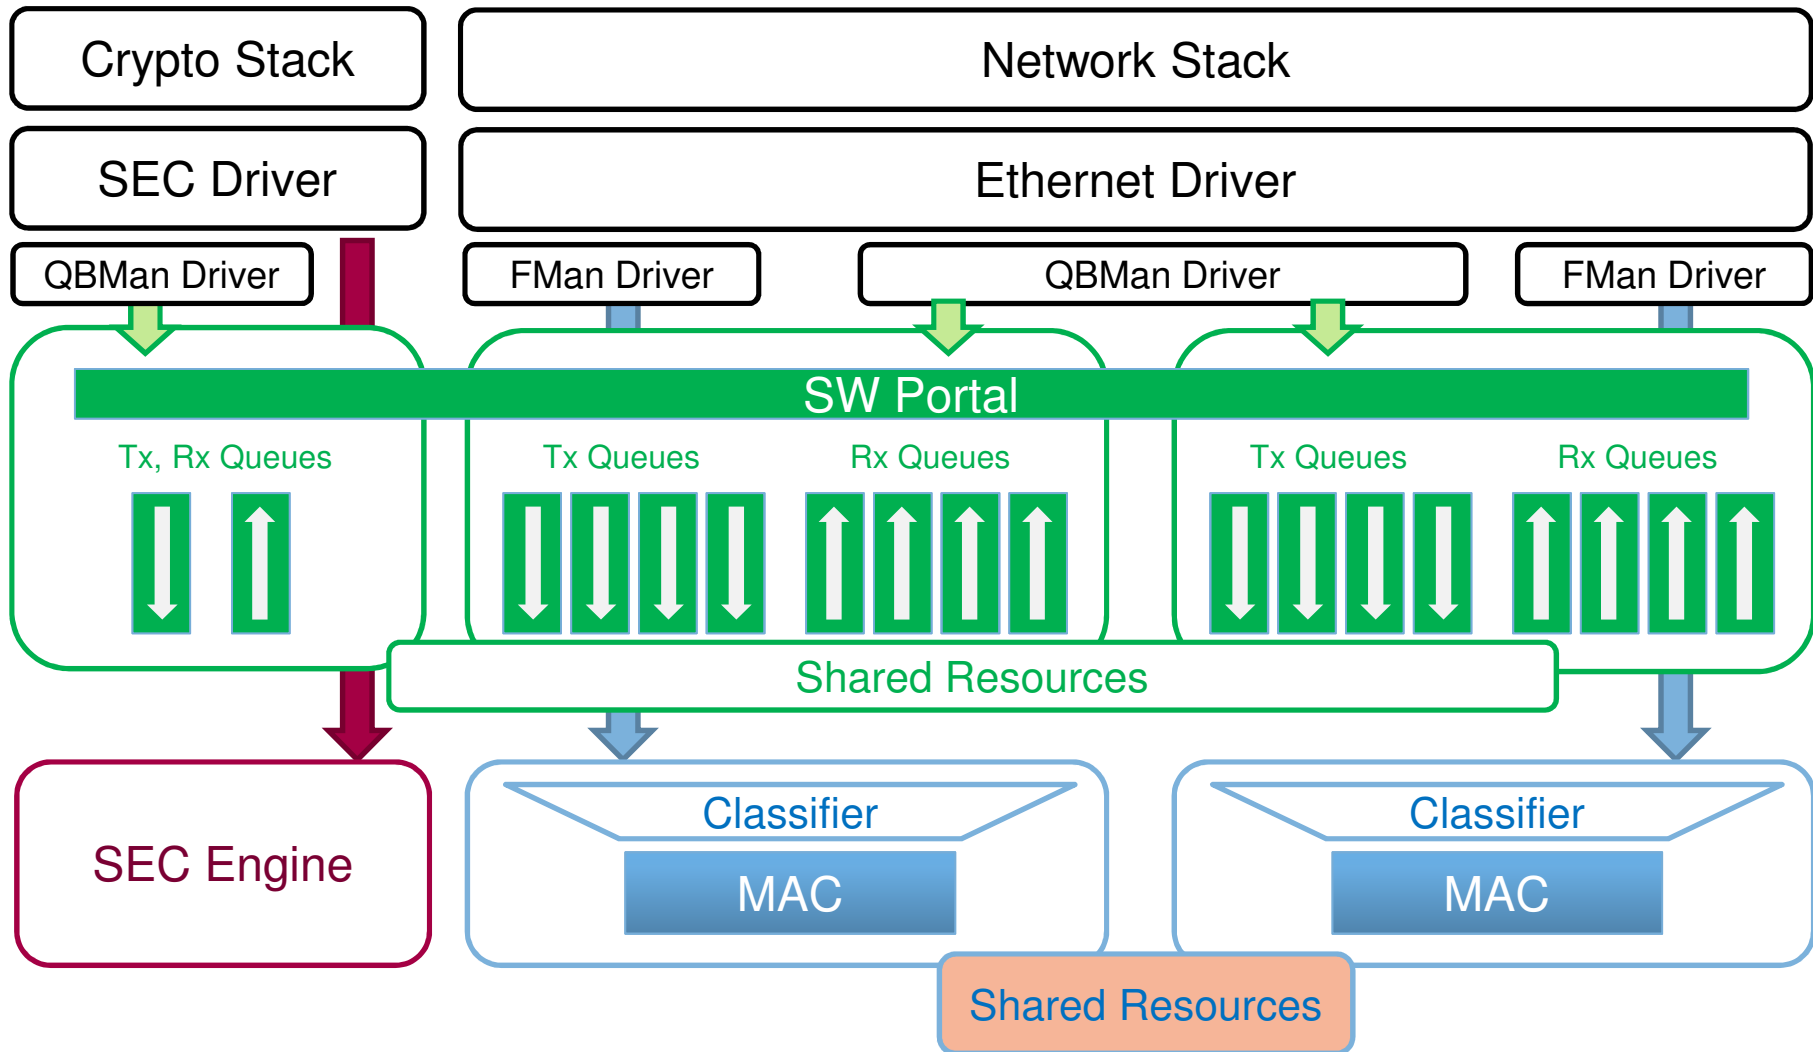 Crypto Stack
Network Stack
SEC Driver
Ethernet Driver
QBMan Driver
FMan Driver
QBMan Driver
FMan Driver
SW Portal
Tx, Rx Queues
Tx Queues
Rx Queues
Tx Queues
Rx Queues
Shared Resources
SEC Engine
Classifier
MAC
Classifier
MAC
Shared Resources